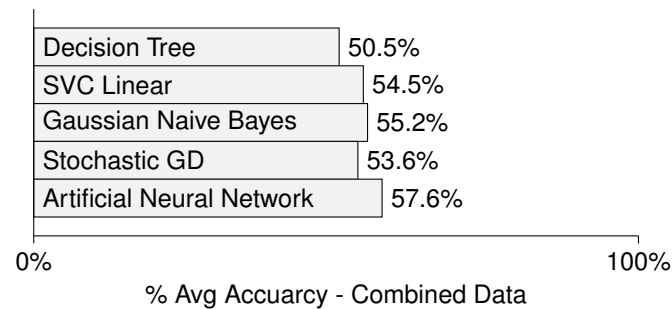 Decision Tree 50.5%
SVC Linear 54.5%
Gaussian Naive Bayes 55.2%
Stochastic GD 53.6%
Artificial Neural Network 57.6%
0% 100%
% Avg Accuarcy - Combined Data